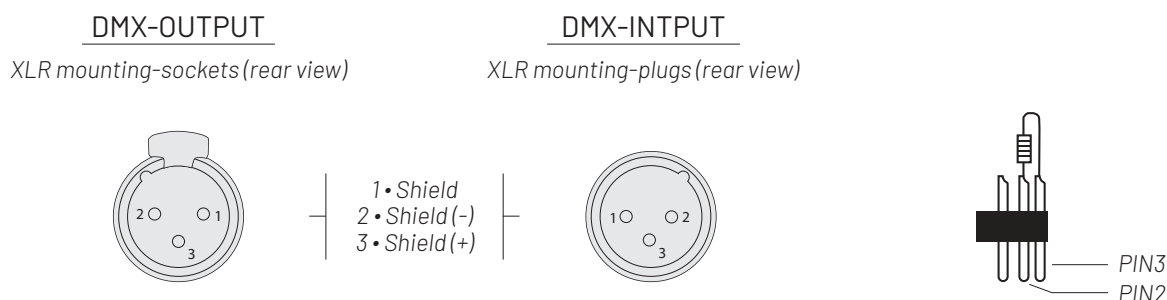 DMX-OUTPUT
XLR mounting-sockets (rear view)
2
1
3
1 • Shield
2 • Shield (-)
3 • Shield (+)
DMX-INTPUT
XLR mounting-plugs (rear view)
1
2
3
PIN3
PIN2